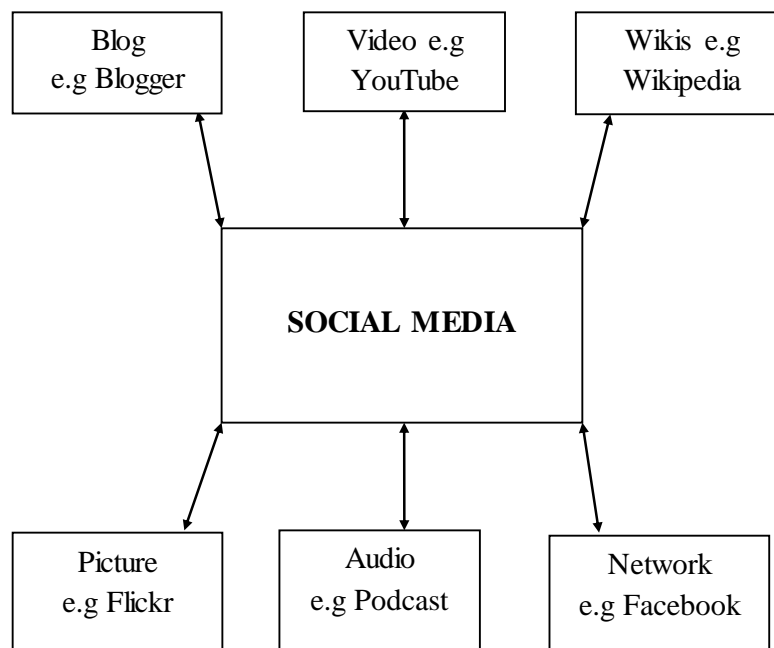 Blog
e.g Blogger
Video e.g
YouTube
Wikis e.g
Wikipedia
SOCIAL MEDIA
Picture
e.g Flickr
Audio
e.g Podcast
Network
e.g Facebook